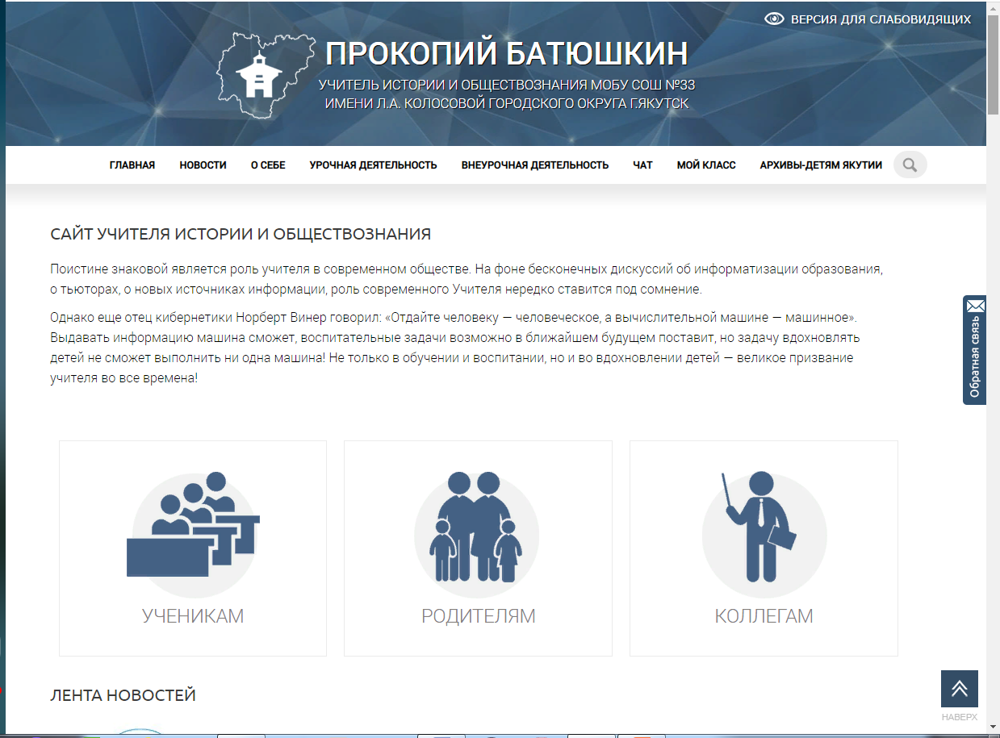 ВЕРСИЯ ДЛЯ СЛАБОВИДЯЩИХ
ПРОКОПИЙ БАТЮШКИН
УЧИТЕЛЬ ИСТОРИИ И ОБЩЕСТВОЗНАНИЯ МОБУ СОШ №33
ИМЕНИ Л.А. КОЛОСОВОЙ ГОРОДСКОГО ОКРУГА Г.ЯКУТСК
ГЛАВНАЯ НОВОСТИ О СЕБЕ УРОЧНАЯ ДЕЯТЕЛЬНОСТЬ ВНЕУРОЧНАЯ ДЕЯТЕЛЬНОСТЬ ЧАТ МОЙ КЛАСС АРХИВЫ-ДЕТЯМ ЯКУТИИ
САЙТ УЧИТЕЛЯ ИСТОРИИ И ОБЩЕСТВОЗНАНИЯ
Поистине знаковой является роль учителя в современном обществе. На фоне бесконечных дискуссий об информатизации образования,
о тьюторах, о новых источниках информации, роль современного Учителя нередко ставится под сомнение.
Однако еще отец кибернетики Норберт Винер говорил: «Отдайте человеку — человеческое, а вычислительной машине — машинное».
Выдавать информацию машина сможет, воспитательные задачи возможно в ближайшем будущем поставит, но задачу вдохновлять
детей не сможет выполнить ни одна машина! Не только в обучении и воспитании, но и во вдохновлении детей — великое призвание
учителя во все времена!
Обратная связь
УЧЕНИКАМ
РОДИТЕЛЯМ
КОЛЛЕГАМ
ЛЕНТА НОВОСТЕЙ
НАВЕРХ